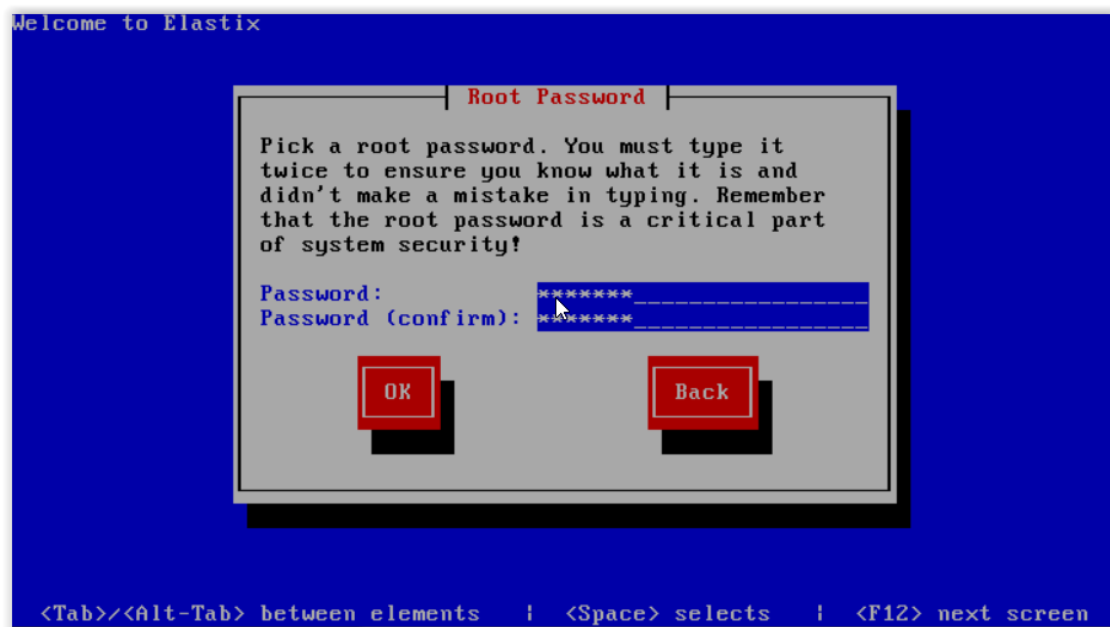 Welcome to Elastix
Root Password
Pick a root password. You must type it
twice to ensure you know what it is and
didn't make a mistake in typing. Remember
that the root password is a critical part
of system security!
Password: *******__________________
Password (confirm): *******__________________
OK Back
<Tab>/<Alt-Tab> between elements | <Space> selects | <F12> next screen